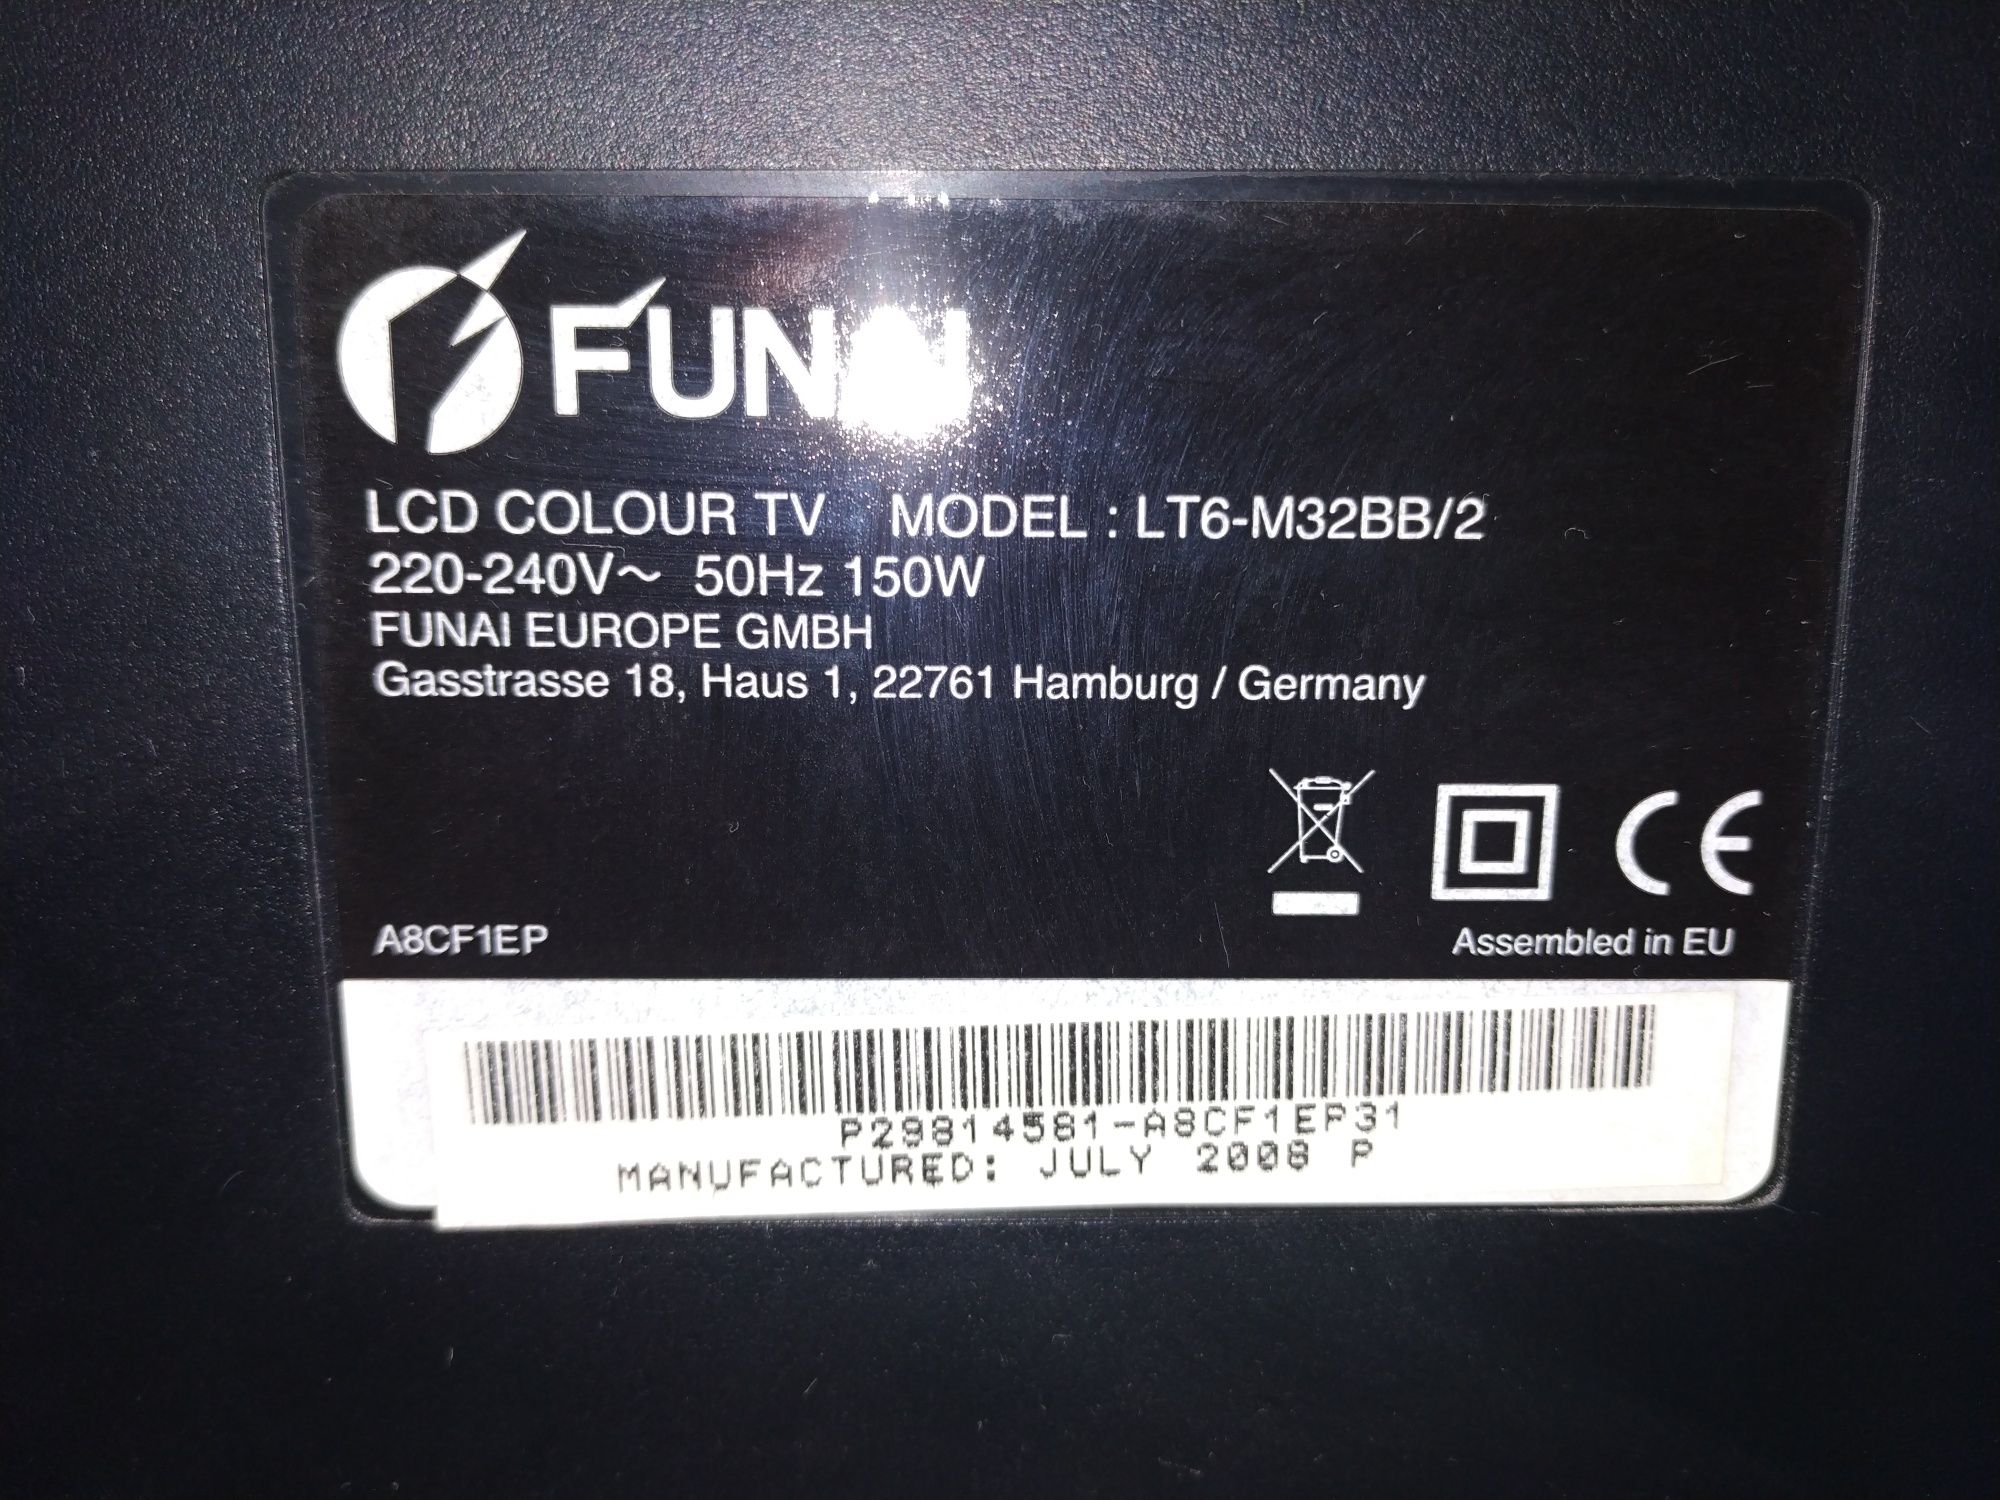 FUNAI
LCD COLOUR TV MODEL : LT6-M32BB/2
220-240V~ 50Hz 150W
FUNAI EUROPE GMBH
Gasstrasse 18, Haus 1, 22761 Hamburg / Germany
CE
A8CF1EP Assembled in EU
P29814581-A8CF1EP31
MANUFACTURED: JULY 2008 P